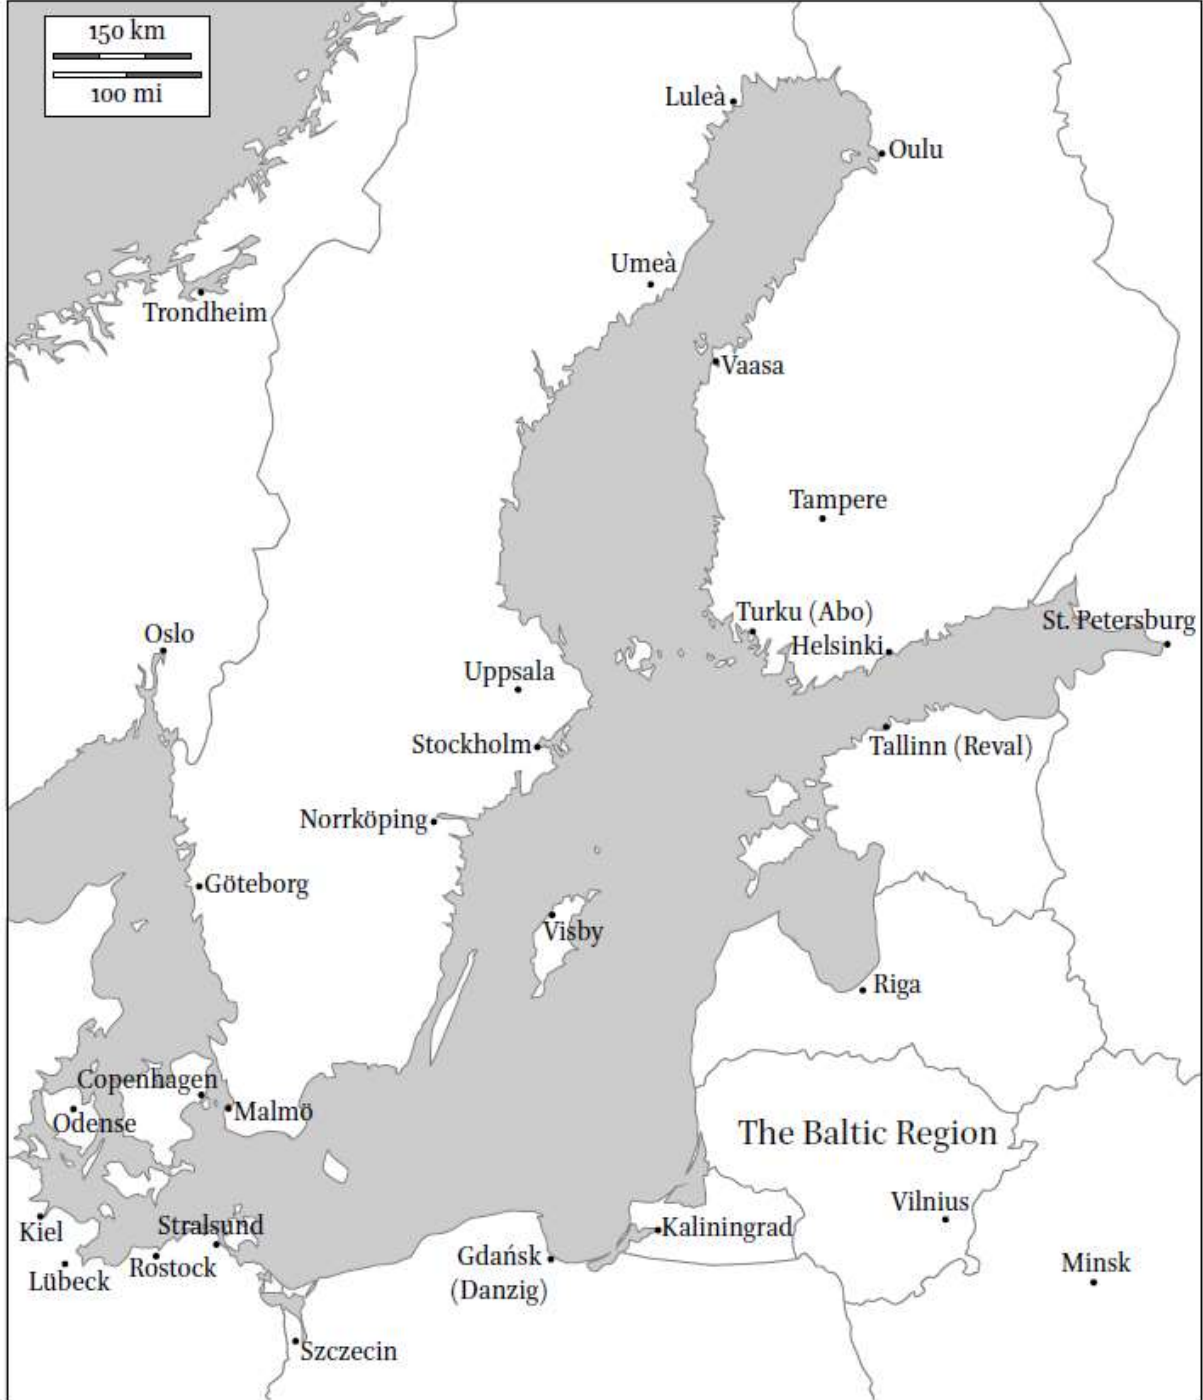 150 km
100 mi
Luleà
Oulu
Umeà
Trondheim
Vaasa
Tampere
Turku (Abo)
St. Petersburg
Oslo
Helsinki
Uppsala
Stockholm
Tallinn (Reval)
Norrköping
Göteborg
Visby
Riga
Copenhagen
Malmö
Odense
The Baltic Region
Vilnius
Kiel
Stralsund
Kaliningrad
Gdańsk
(Danzig)
Rostock
Lübeck
Minsk
Szczecin